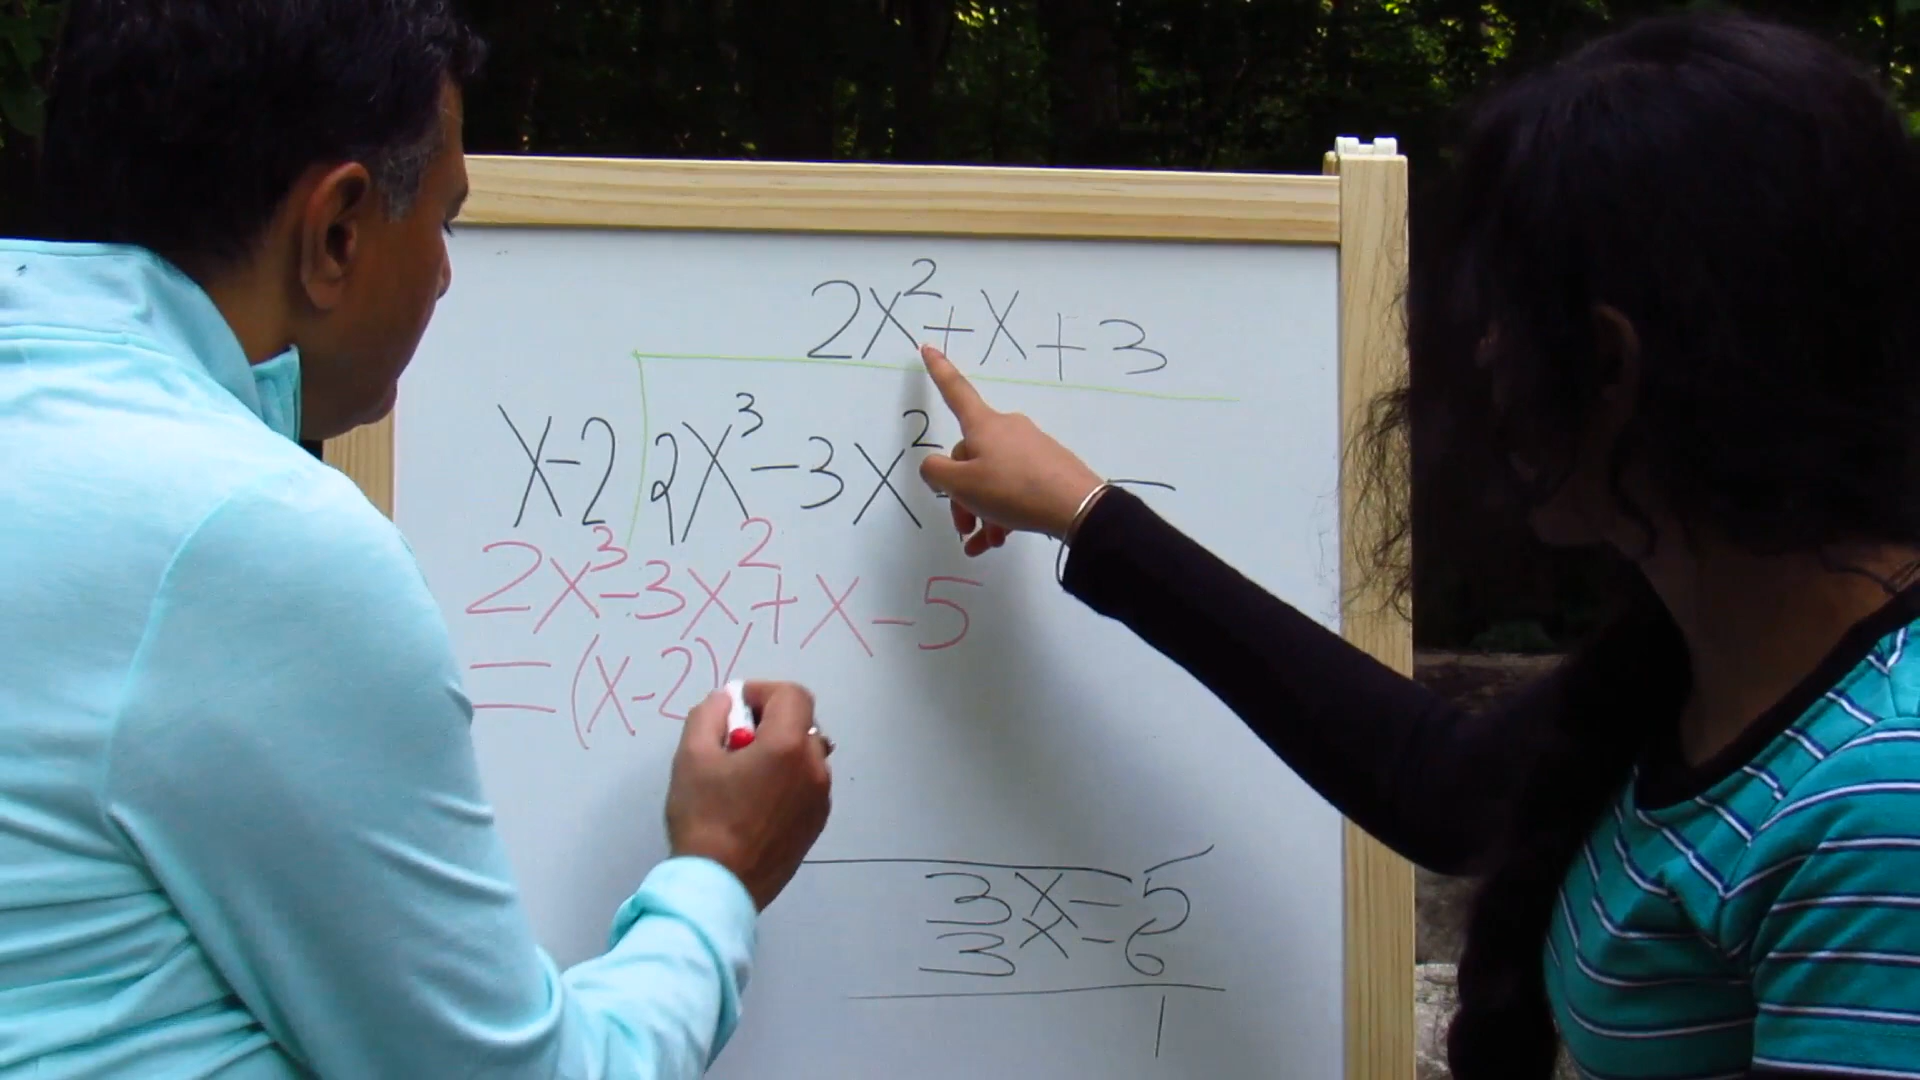 2x²+x+3
x-2 2x³-3x²
2x³-3x²+x-5
=(x-2)(
3x-5
3x-6
1